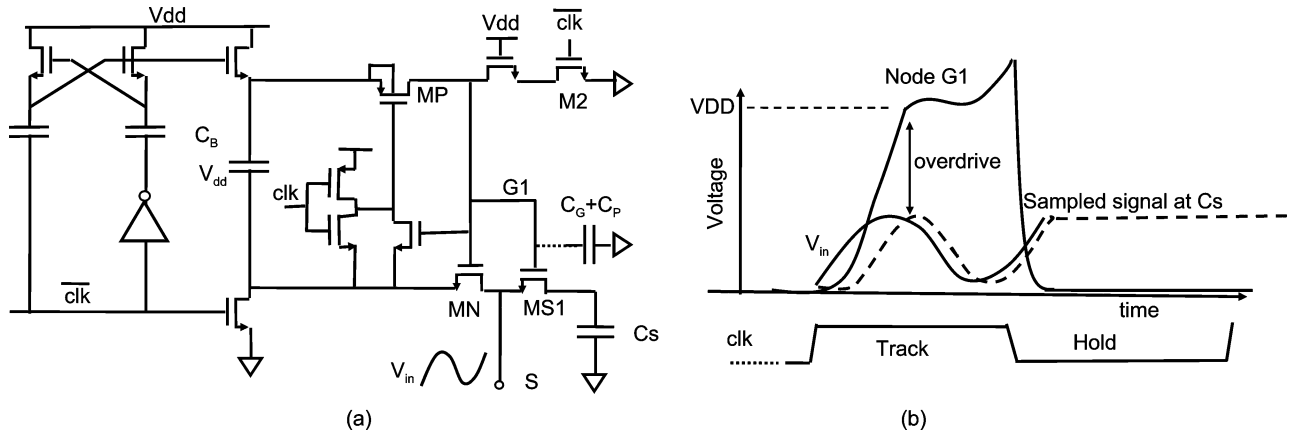 Vdd
Vdd
clk
MP
M2
C_B
V_dd
clk
G1
C_G+C_P
clk
MN
MS1
Cs
V_in
S
(a)
Node G1
VDD
overdrive
Voltage
Sampled signal at Cs
V_in
time
clk
Track
Hold
(b)